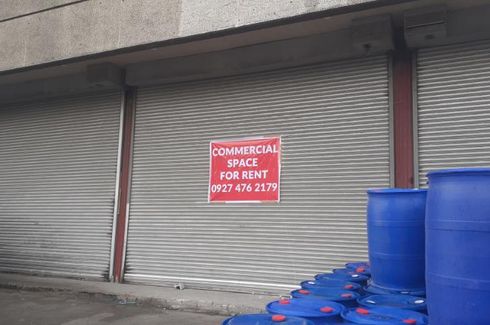 COMMERCIAL
SPACE
FOR RENT
0927 476 2179